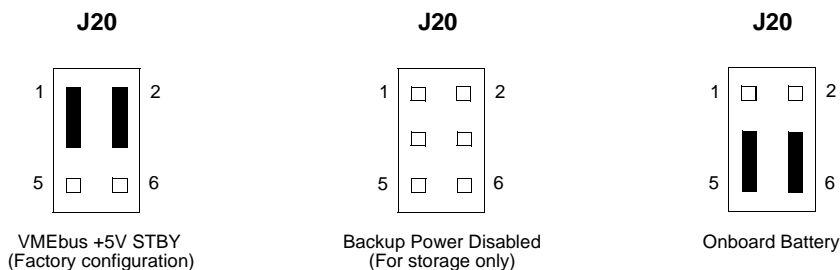 J20 J20 J20
1 2 1 2 1 2
5 6 5 6 5 6
VMEbus +5V STBY Backup Power Disabled Onboard Battery
(Factory configuration) (For storage only)